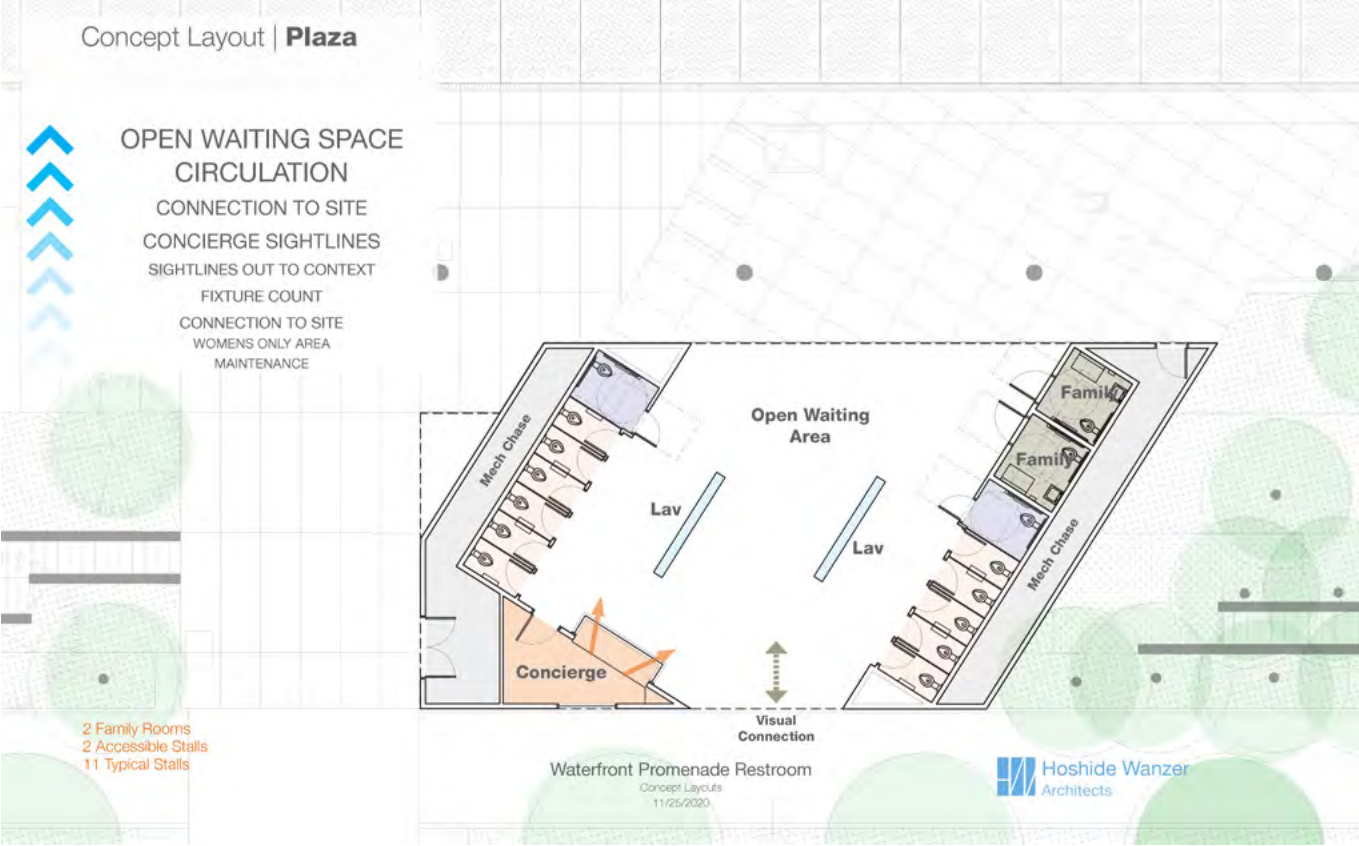 Concept Layout | Plaza
OPEN WAITING SPACE
CIRCULATION
CONNECTION TO SITE
CONCIERGE SIGHTLINES
SIGHTLINES OUT TO CONTEXT
FIXTURE COUNT
CONNECTION TO SITE
WOMENS ONLY AREA
MAINTENANCE
Mech Chase
Open Waiting
Area
Family
Family
Lav
Lav
Mech Chase
Concierge
Visual
Connection
2 Family Rooms
2 Accessible Stalls
11 Typical Stalls
Waterfront Promenade Restroom
Concept Layouts
11/25/2020
Hoshide Wanzer
Architects